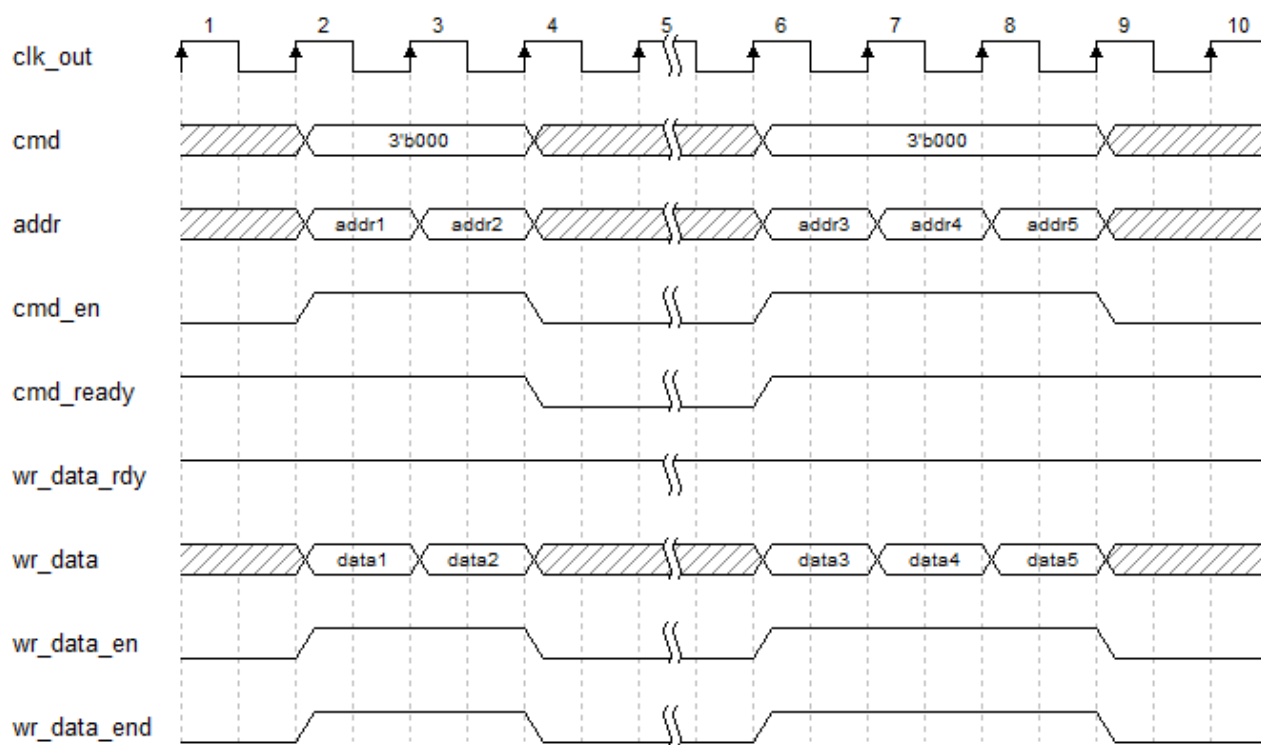 1 2 3 4 5 6 7 8 9 10
clk_out
cmd 3'b000 3'b000
addr addr1 addr2 addr3 addr4 addr5
cmd_en
cmd_ready
wr_data_rdy
wr_data data1 data2 data3 data4 data5
wr_data_en
wr_data_end